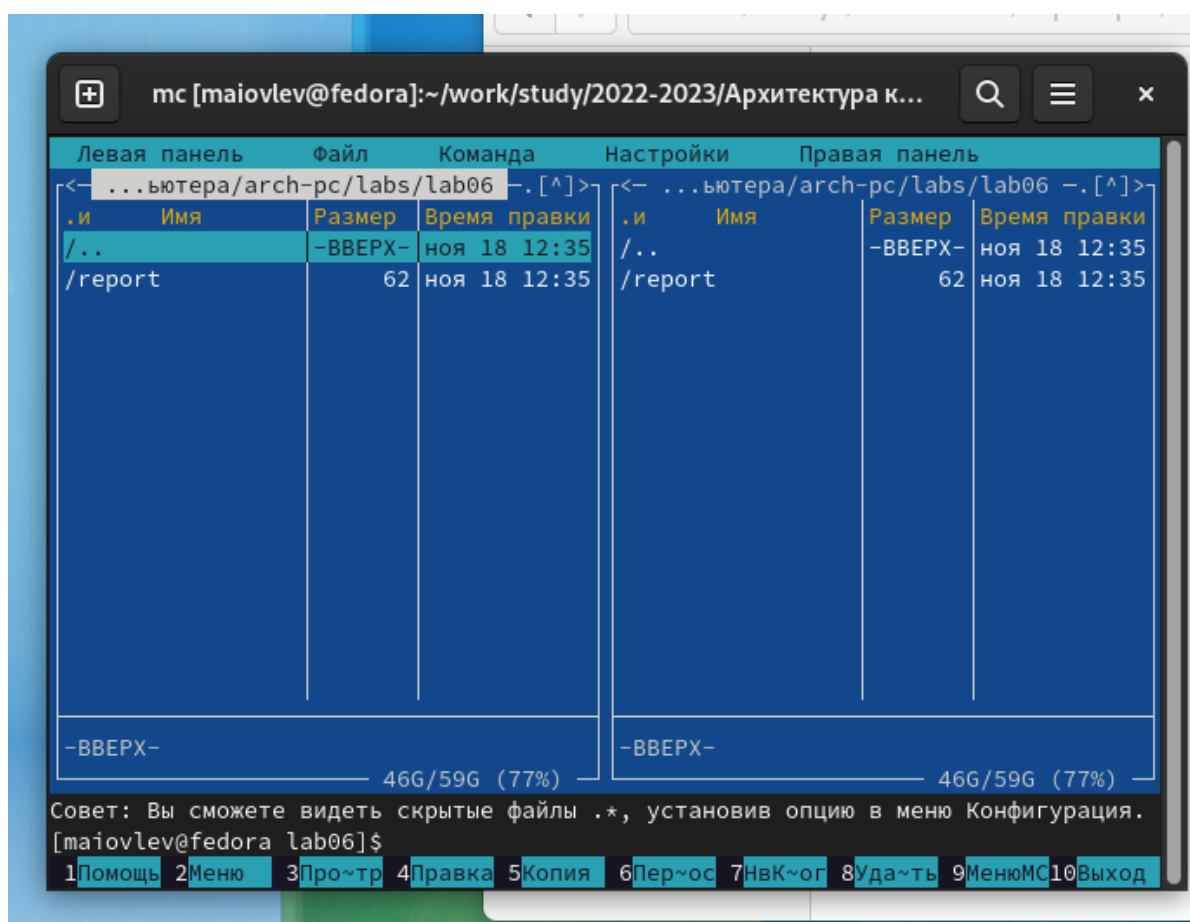 mc [maiovlev@fedora]:~/work/study/2022-2023/Архитектура к...
Левая панель Файл Команда Настройки Правая панель
<— ...ьютера/arch-pc/labs/lab06 —.[^]> <— ...ьютера/arch-pc/labs/lab06 —.[^]>
.и Имя Размер Время правки .и Имя Размер Время правки
/.. -ВВЕРХ- ноя 18 12:35 /.. -ВВЕРХ- ноя 18 12:35
/report 62 ноя 18 12:35 /report 62 ноя 18 12:35
-ВВЕРХ- -ВВЕРХ-
46G/59G (77%) 46G/59G (77%)
Совет: Вы сможете видеть скрытые файлы .*, установив опцию в меню Конфигурация.
[maiovlev@fedora lab06]$
1Помощь 2Меню 3Про~тр 4Правка 5Копия 6Пер~ос 7НвК~ог 8Уда~ть 9МенюМС10Выход